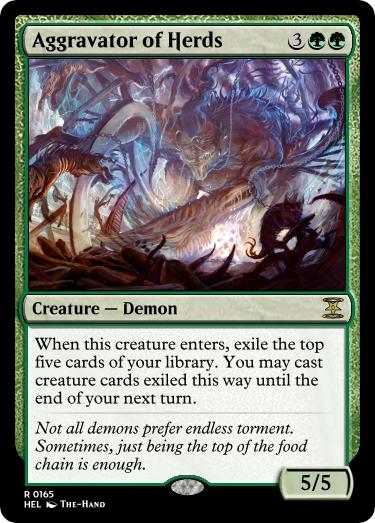 Aggravator of Herds 3
Creature — Demon
When this creature enters, exile the top
five cards of your library. You may cast
creature cards exiled this way until the
end of your next turn.
Not all demons prefer endless torment.
Sometimes, just being the top of the food
chain is enough.
5/5
R 0165
HEL The-Hand